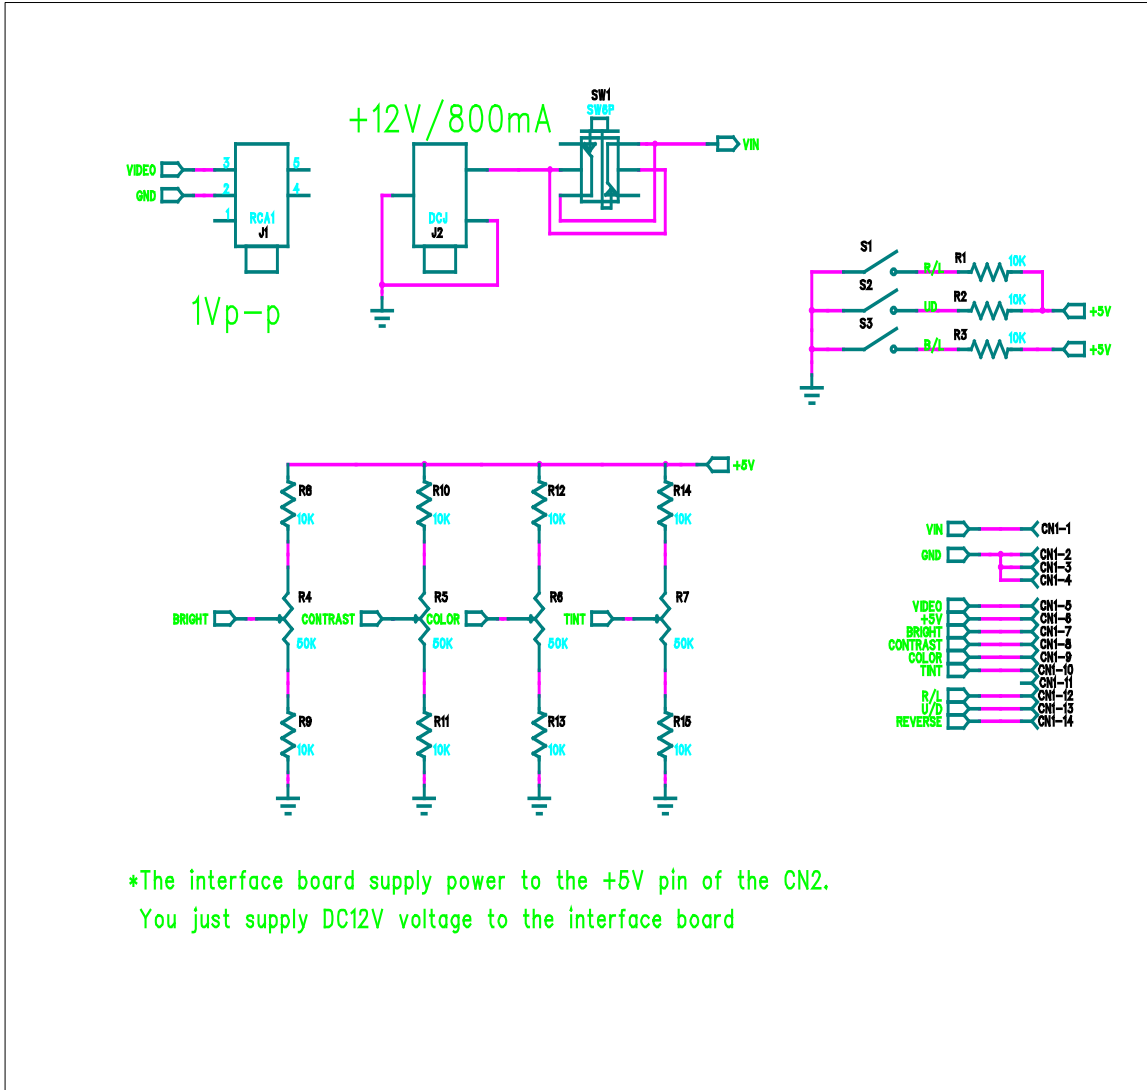 +12V/800mA
SW1
SW6P
VIN
VIDEO
3
5
GND
2
4
1
RCA1
J1
DCJ
J2
1Vp-p
S1
R/L
R1
10K
S2
UD
R2
10K
+5V
S3
R/L
R3
10K
+5V
+5V
R8
10K
R10
10K
R12
10K
R14
10K
BRIGHT
R4
50K
CONTRAST
R5
50K
COLOR
R6
50K
TINT
R7
50K
R9
10K
R11
10K
R13
10K
R15
10K
VIN CN1-1
GND CN1-2
CN1-3
CN1-4
VIDEO CN1-5
+5V CN1-6
BRIGHT CN1-7
CONTRAST CN1-8
COLOR CN1-9
TINT CN1-10
CN1-11
R/L CN1-12
U/D CN1-13
REVERSE CN1-14
*The interface board supply power to the +5V pin of the CN2.
You just supply DC12V voltage to the interface board